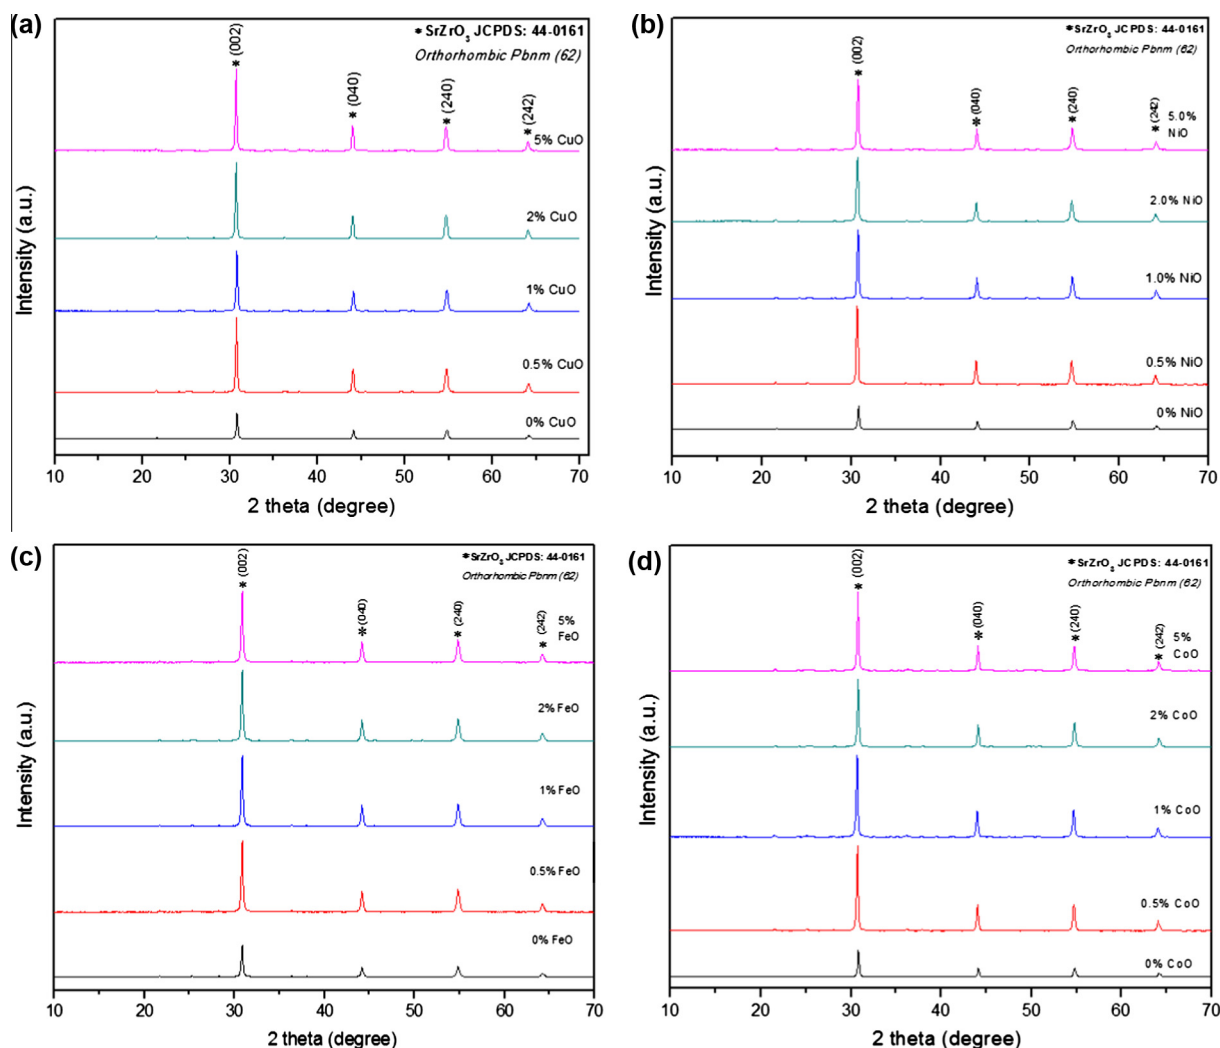 (a)
*SrZrO3 JCPDS: 44-0161
Orthorhombic Pbnm (62)
*(002)
*(040)
*(240)
*(242)
5% CuO
2% CuO
1% CuO
0.5% CuO
0% CuO
Intensity (a.u.)
10 20 30 40 50 60 70
2 theta (degree)
(b)
*SrZrO3 JCPDS: 44-0161
Orthorhombic Pbnm (62)
*(002)
*(040)
*(240)
*(242)
5.0%
NiO
2.0% NiO
1.0% NiO
0.5% NiO
0% NiO
Intensity (a.u.)
10 20 30 40 50 60 70
2 theta (degree)
(c)
*SrZrO3 JCPDS: 44-0161
Orthorhombic Pbnm (62)
*(002)
*(040)
*(240)
*(242)
5%
FeO
2% FeO
1% FeO
0.5% FeO
0% FeO
Intensity (a.u.)
10 20 30 40 50 60 70
2 theta (degree)
(d)
*SrZrO3 JCPDS: 44-0161
Orthorhombic Pbnm (62)
*(002)
*(040)
*(240)
*(242)
5%
CoO
2% CoO
1% CoO
0.5% CoO
0% CoO
Intensity (a.u.)
10 20 30 40 50 60 70
2 theta (degree)